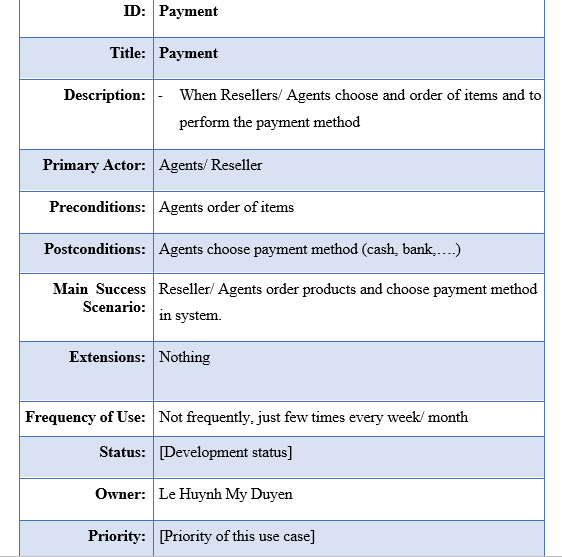 ID: Payment
Title: Payment
Description: - When Resellers/ Agents choose and order of items and to
perform the payment method
Primary Actor: Agents/ Reseller
Preconditions: Agents order of items
Postconditions: Agents choose payment method (cash, bank,….)
Main Success
Scenario:
Reseller/ Agents order products and choose payment method
in system.
Extensions: Nothing
Frequency of Use: Not frequently, just few times every week/ month
Status: [Development status]
Owner: Le Huynh My Duyen
Priority: [Priority of this use case]